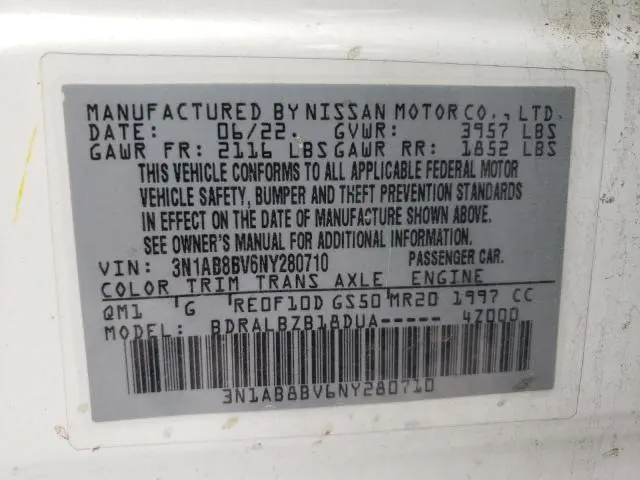 MANUFACTURED BY NISSAN MOTOR CO., LTD.
DATE: 06/22. GVWR: 3957 LBS
GAWR FR: 2116 LBS GAWR RR: 1852 LBS
THIS VEHICLE CONFORMS TO ALL APPLICABLE FEDERAL MOTOR
VEHICLE SAFETY, BUMPER AND THEFT PREVENTION STANDARDS
IN EFFECT ON THE DATE OF MANUFACTURE SHOWN ABOVE.
SEE OWNER'S MANUAL FOR ADDITIONAL INFORMATION.
VIN: 3N1AB8BV6NY280710 PASSENGER CAR.
COLOR TRIM TRANS AXLE ENGINE
QM1 G RE0F10D GS50 MR20 1997 CC
MODEL: BDRALBZB18DUA----- 4Z000
3N1AB8BV6NY280710